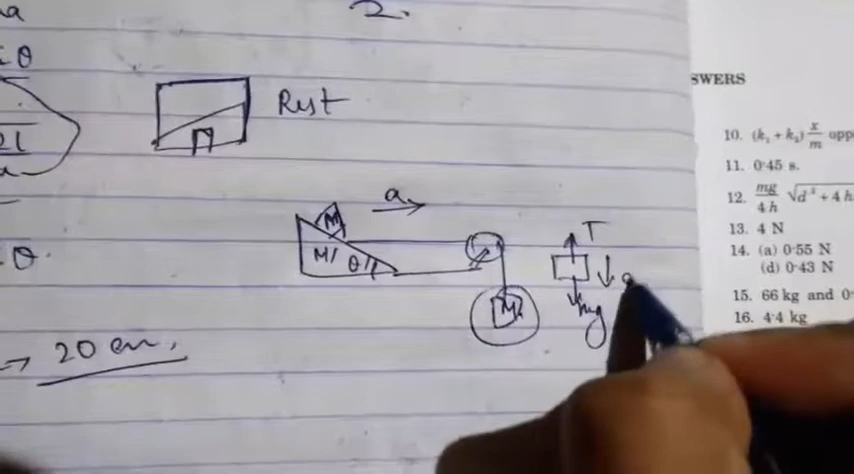 a
2.
θ
Rest
a
M
M'
θ
M
T
mg
θ
→ 20 cm.
SWERS
10. (k₁ + k₂) x/m opp
11. 0·45 s.
12. mg/4h √d² + 4h
13. 4 N
14. (a) 0·55 N
(d) 0·43 N
15. 66 kg and 0·
16. 4·4 kg